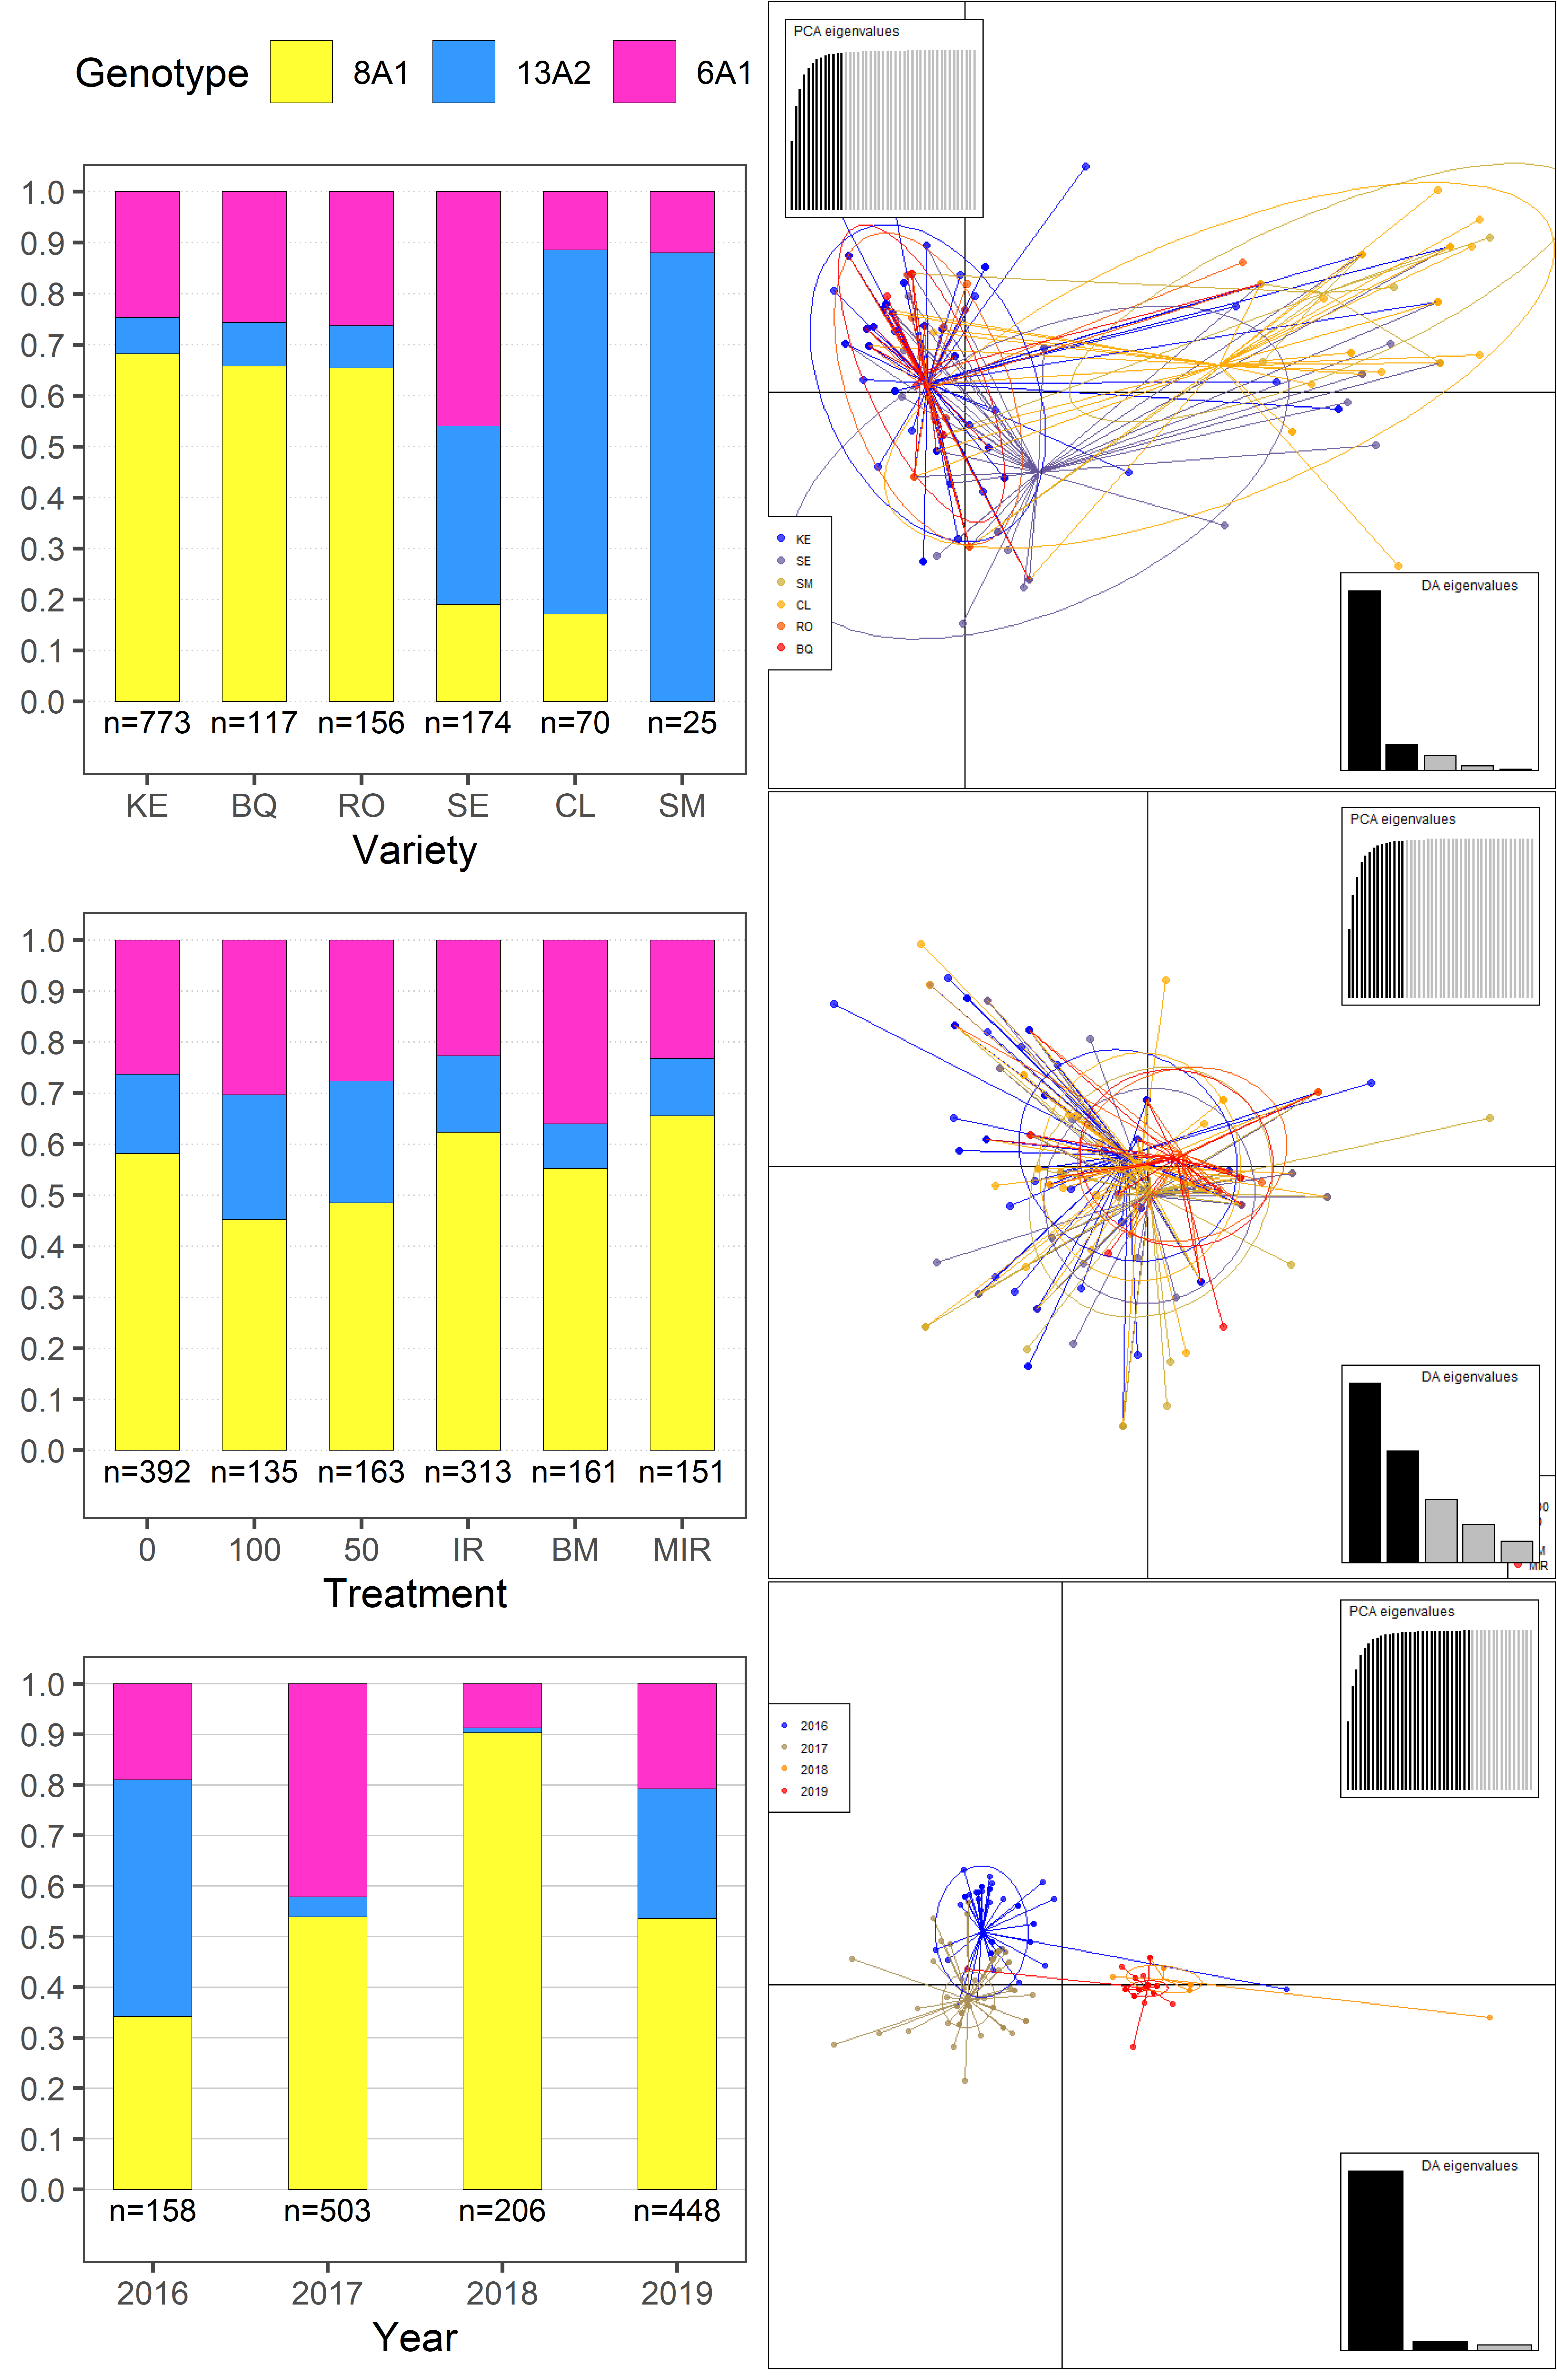 Genotype 8A1 13A2 6A1
1.0
0.9
0.8
0.7
0.6
0.5
0.4
0.3
0.2
0.1
0.0
n=773 n=117 n=156 n=174 n=70 n=25
KE BQ RO SE CL SM
Variety
PCA eigenvalues
KE
SE
SM
CL
RO
BQ
DA eigenvalues
1.0
0.9
0.8
0.7
0.6
0.5
0.4
0.3
0.2
0.1
0.0
n=392 n=135 n=163 n=313 n=161 n=151
0 100 50 IR BM MIR
Treatment
PCA eigenvalues
DA eigenvalues
MIR
1.0
0.9
0.8
0.7
0.6
0.5
0.4
0.3
0.2
0.1
0.0
n=158 n=503 n=206 n=448
2016 2017 2018 2019
Year
PCA eigenvalues
2016
2017
2018
2019
DA eigenvalues